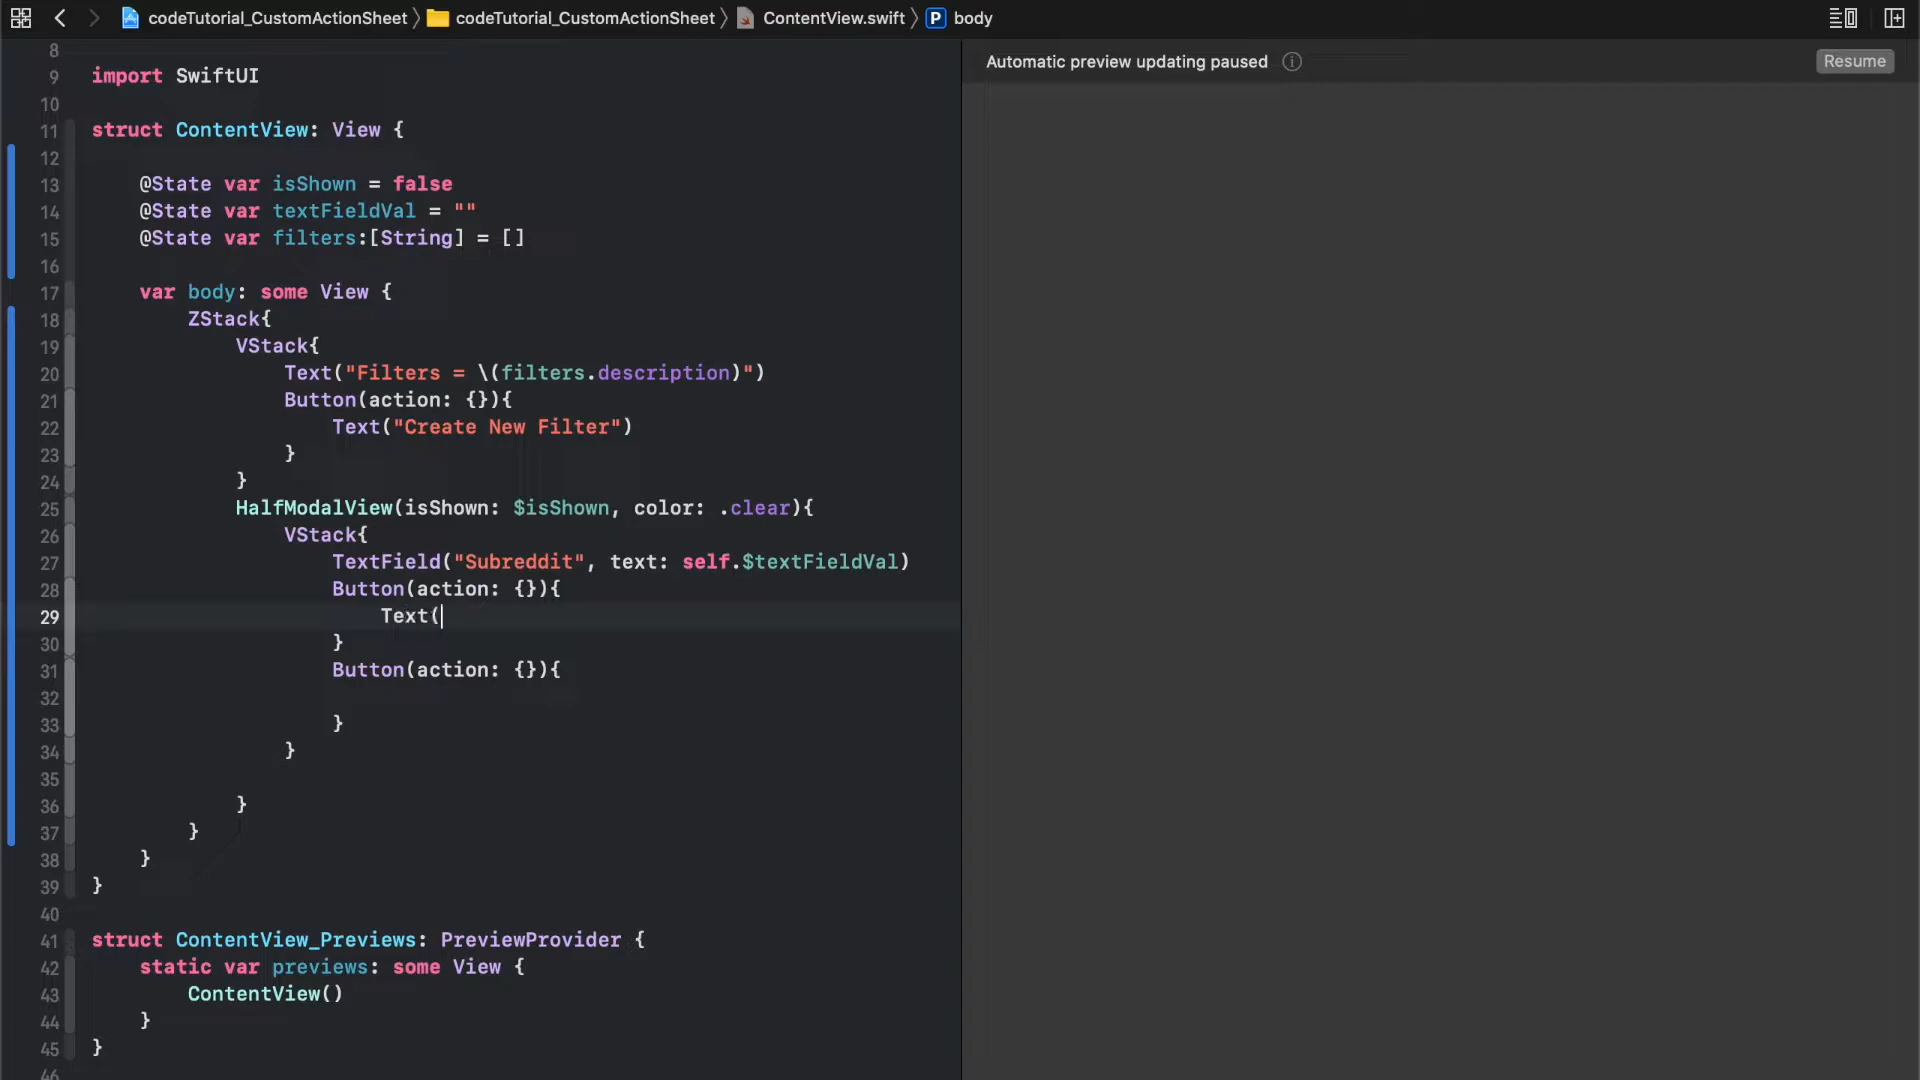 codeTutorial_CustomActionSheet codeTutorial_CustomActionSheet ContentView.swift P body
Automatic preview updating paused Resume
8
9 import SwiftUI
10
11 struct ContentView: View {
12
13 @State var isShown = false
14 @State var textFieldVal = ""
15 @State var filters:[String] = []
16
17 var body: some View {
18 ZStack{
19 VStack{
20 Text("Filters = \(filters.description)")
21 Button(action: {}){
22 Text("Create New Filter")
23 }
24 }
25 HalfModalView(isShown: $isShown, color: .clear){
26 VStack{
27 TextField("Subreddit", text: self.$textFieldVal)
28 Button(action: {}){
29 Text(
30 }
31 Button(action: {}){
32
33 }
34 }
35
36 }
37 }
38 }
39 }
40
41 struct ContentView_Previews: PreviewProvider {
42 static var previews: some View {
43 ContentView()
44 }
45 }
46